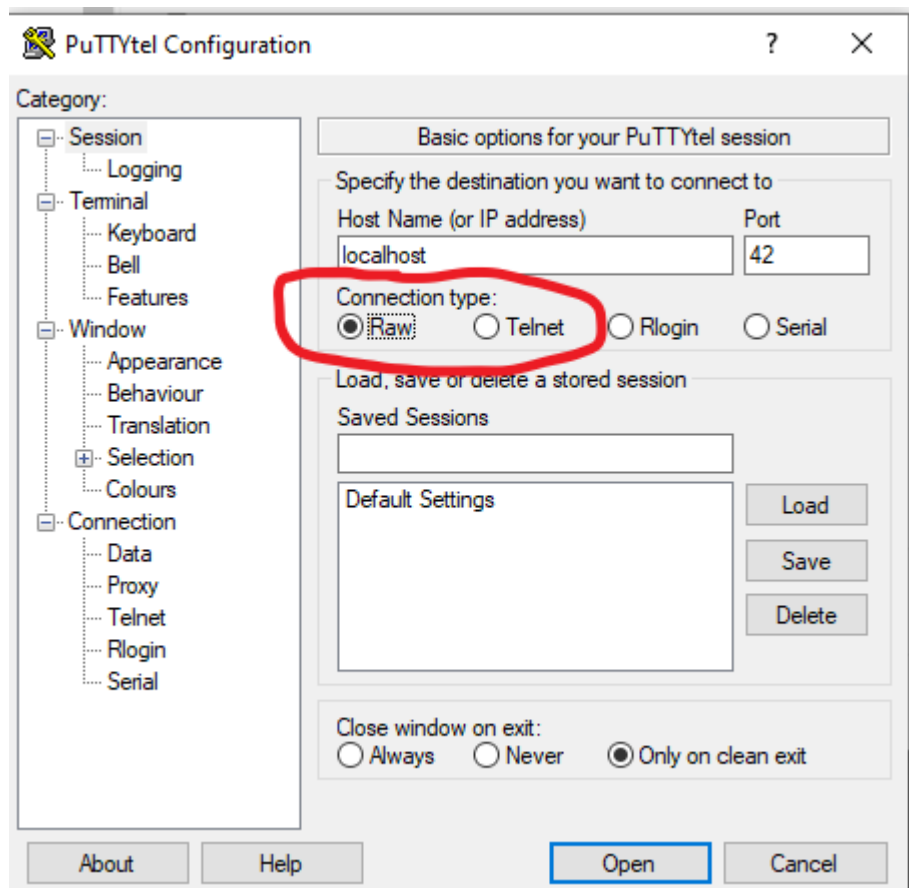 PuTTYtel Configuration ? ×
Category:
Session
Logging
Terminal
Keyboard
Bell
Features
Window
Appearance
Behaviour
Translation
Selection
Colours
Connection
Data
Proxy
Telnet
Rlogin
Serial
Basic options for your PuTTYtel session
Specify the destination you want to connect to
Host Name (or IP address) Port
localhost 42
Connection type:
Raw Telnet Rlogin Serial
Load, save or delete a stored session
Saved Sessions
Default Settings
Load
Save
Delete
Close window on exit:
Always Never Only on clean exit
About Help Open Cancel